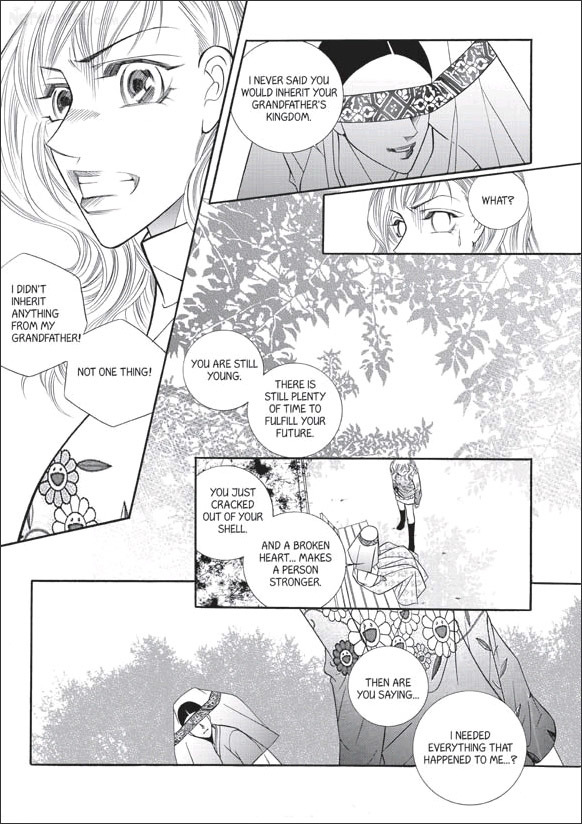 I DIDN'T
INHERIT
ANYTHING
FROM MY
GRANDFATHER!
NOT ONE THING!
I NEVER SAID YOU
WOULD INHERIT YOUR
GRANDFATHER'S
KINGDOM.
WHAT?
YOU ARE STILL
YOUNG.
THERE IS
STILL PLENTY
OF TIME TO
FULFILL YOUR
FUTURE.
YOU JUST
CRACKED
OUT OF YOUR
SHELL.
AND A BROKEN
HEART... MAKES
A PERSON
STRONGER.
THEN ARE
YOU SAYING...
I NEEDED
EVERYTHING THAT
HAPPENED TO ME...?